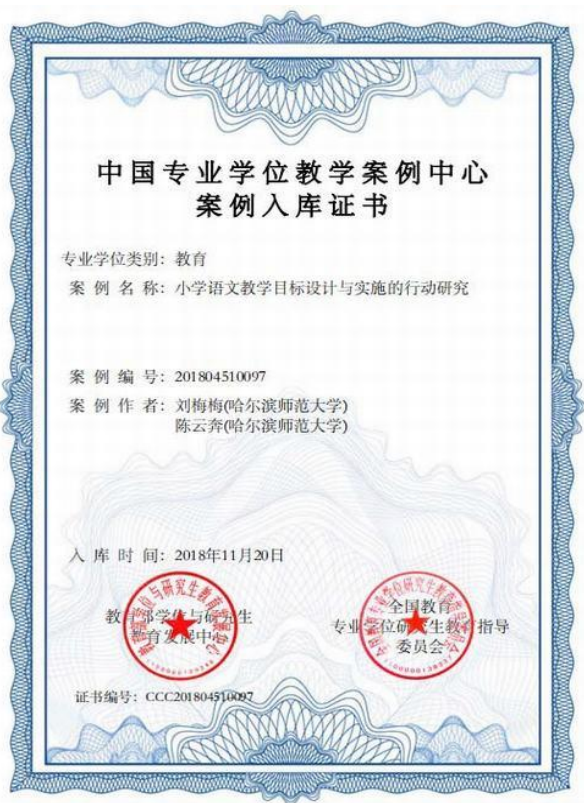 中国专业学位教学案例中心
案例入库证书
专业学位类别：教育
案例名称：小学语文教学目标设计与实施的行动研究
案例编号：201804510097
案例作者：刘梅梅(哈尔滨师范大学)
陈云奔(哈尔滨师范大学)
入库时间：2018年11月20日
教育部学位与研究生
教育发展中心
全国教育
专业学位研究生教育指导
委员会
证书编号：CCC201804510097